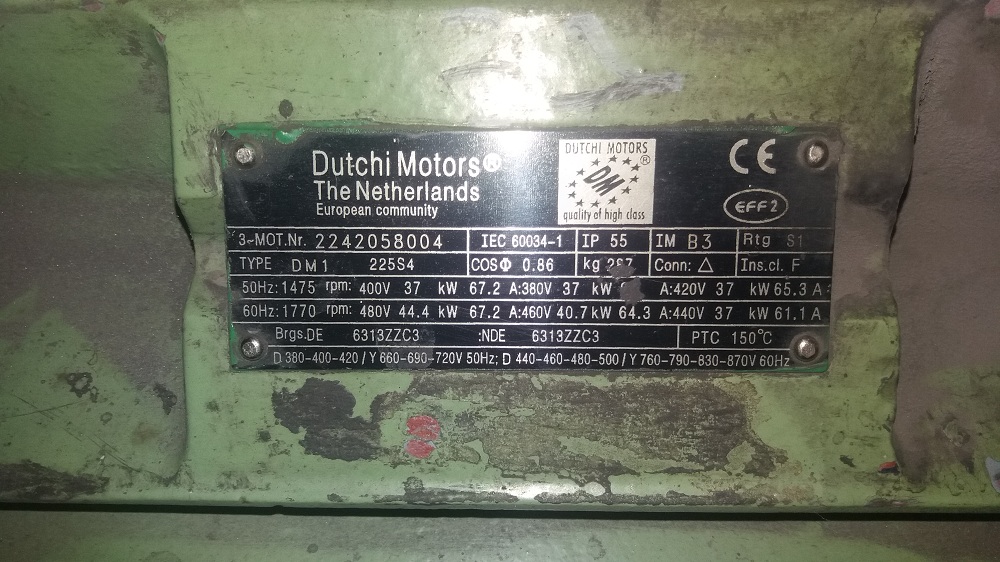 Dutchi Motors®
The Netherlands
European community
DUTCHI MOTORS
®
DM
quality of high class
CE
EFF2
3~MOT.Nr. 2242058004 IEC 60034-1 IP 55 IM B3 Rtg S1
TYPE DM1 225S4 COSΦ 0.86 kg Conn: △ Ins.cl. F
50Hz: 1475 rpm: 400V 37 kW 67.2 A:380V 37 kW A:420V 37 kW 65.3 A
60Hz: 1770 rpm: 480V 44.4 kW 67.2 A:460V 40.7 kW 64.3 A:440V 37 kW 61.1 A
Brgs.DE 6313ZZC3 :NDE 6313ZZC3 PTC 150°C
D 380-400-420 / Y 660-690-720V 50Hz; D 440-460-480-500 / Y 760-790-830-870V 60Hz